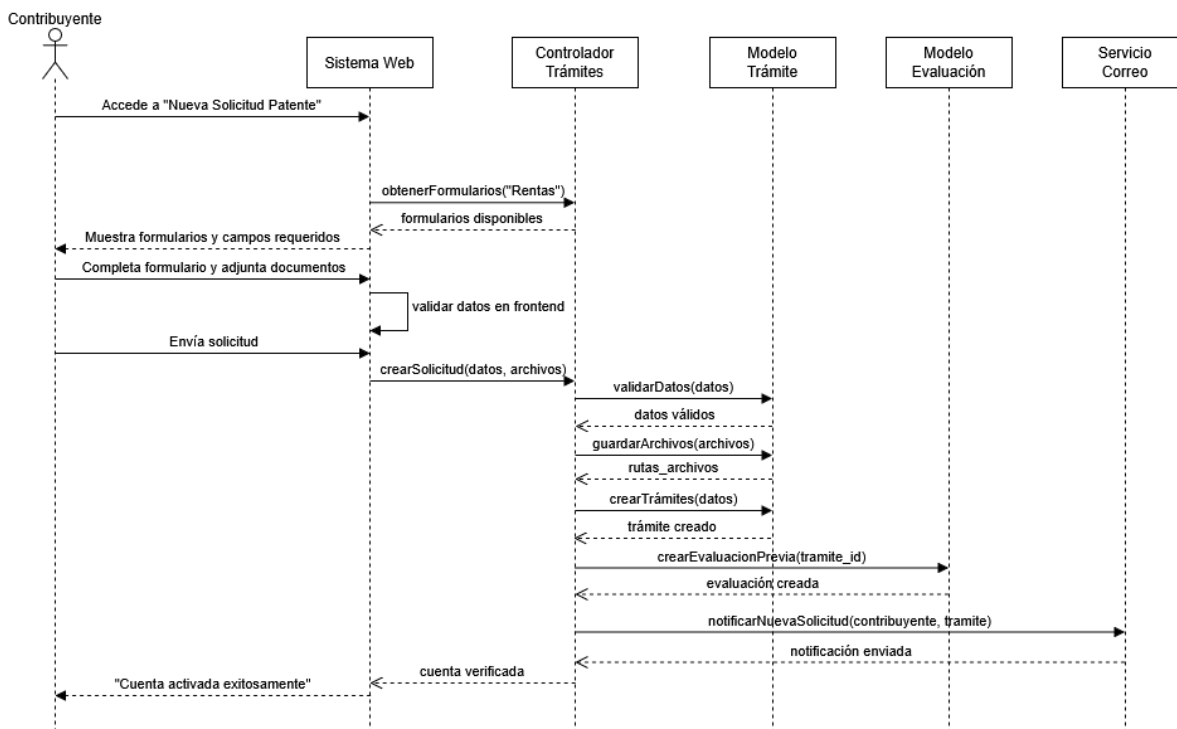 Contribuyente
Sistema Web
Controlador
Trámites
Modelo
Trámite
Modelo
Evaluación
Servicio
Correo
Accede a "Nueva Solicitud Patente"
obtenerFormularios("Rentas")
formularios disponibles
Muestra formularios y campos requeridos
Completa formulario y adjunta documentos
validar datos en frontend
Envía solicitud
crearSolicitud(datos, archivos)
validarDatos(datos)
datos válidos
guardarArchivos(archivos)
rutas_archivos
crearTrámites(datos)
trámite creado
crearEvaluacionPrevia(tramite_id)
evaluación creada
notificarNuevaSolicitud(contribuyente, tramite)
notificación enviada
cuenta verificada
"Cuenta activada exitosamente"